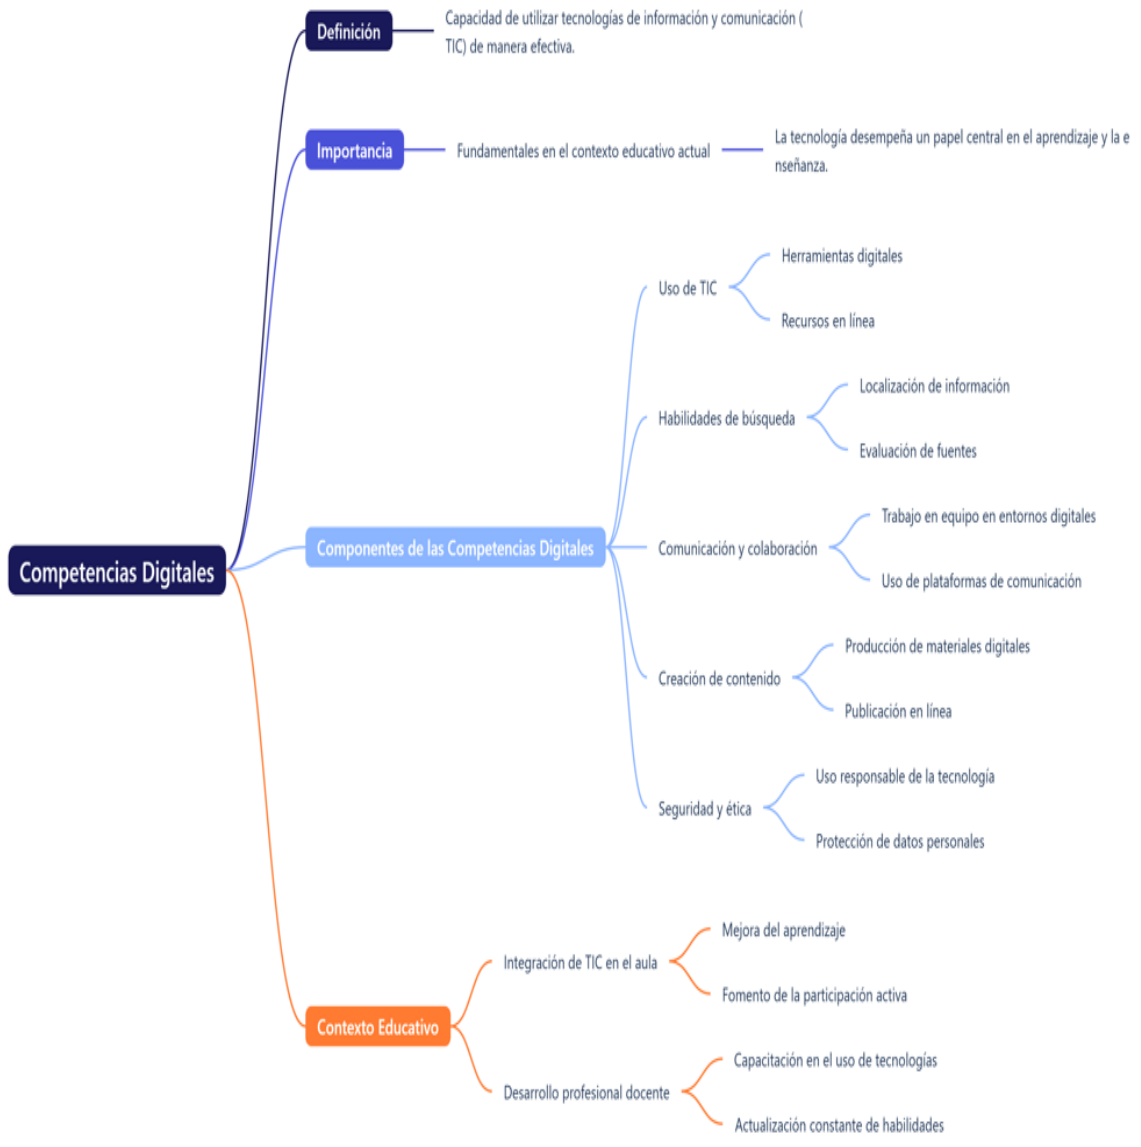 Competencias Digitales
Definición
Capacidad de utilizar tecnologías de información y comunicación (
TIC) de manera efectiva.
Importancia
Fundamentales en el contexto educativo actual
La tecnología desempeña un papel central en el aprendizaje y la e
nseñanza.
Componentes de las Competencias Digitales
Uso de TIC
Herramientas digitales
Recursos en línea
Habilidades de búsqueda
Localización de información
Evaluación de fuentes
Comunicación y colaboración
Trabajo en equipo en entornos digitales
Uso de plataformas de comunicación
Creación de contenido
Producción de materiales digitales
Publicación en línea
Seguridad y ética
Uso responsable de la tecnología
Protección de datos personales
Contexto Educativo
Integración de TIC en el aula
Mejora del aprendizaje
Fomento de la participación activa
Desarrollo profesional docente
Capacitación en el uso de tecnologías
Actualización constante de habilidades